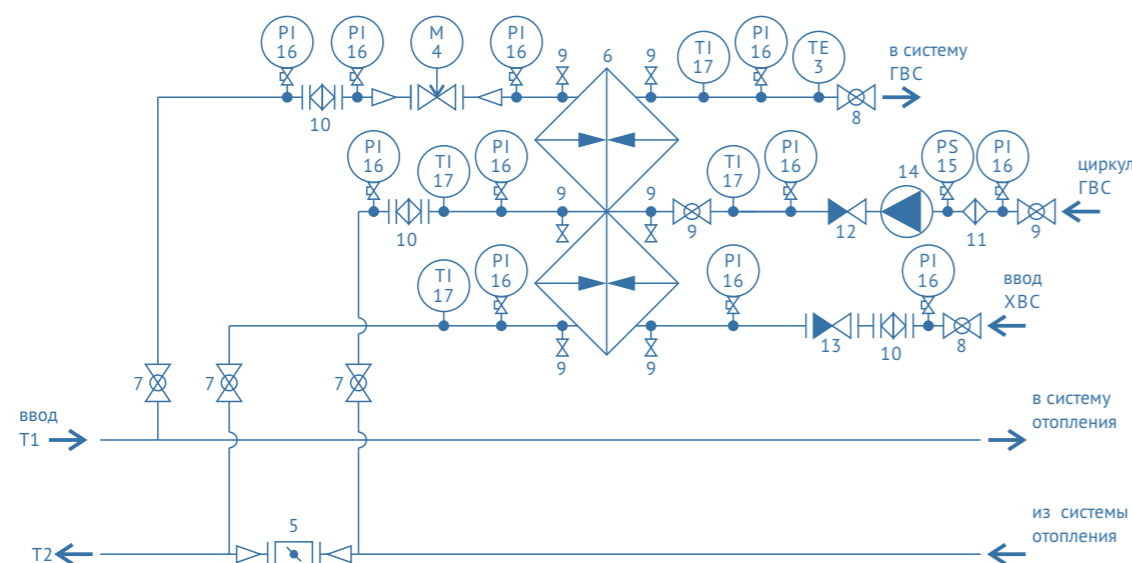 PI
16
PI
16
M
4
PI
16
9
6
9
TI
17
PI
16
TE
3
в систему
ГВС
10
8
PI
16
TI
17
PI
16
9
9
TI
17
PI
16
14
PS
15
PI
16
циркул
ГВС
10
9
12
11
9
TI
17
PI
16
PI
16
PI
16
ввод
ХВС
9
9
13
10
8
7
7
7
ввод
Т1
в систему
отопления
5
из системы
отопления
Т2